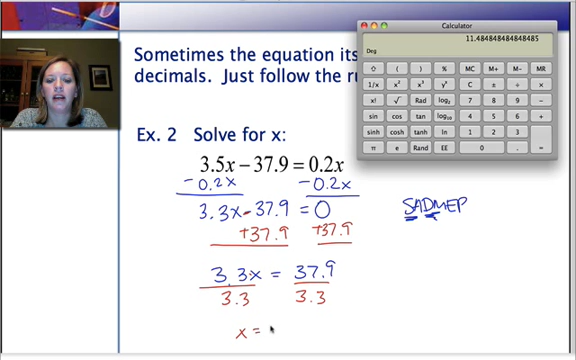 Calculator
11.484848484848485
Deg
( ) % MC M+ M- MR
1/x x² x³ yˣ C ± ÷ ×
x! √ Rad log₂ 7 8 9 −
sin cos tan log₁₀ 4 5 6 +
sinh cosh tanh ln 1 2 3
π e Rand EE 0 . =
Sometimes the equation its
decimals. Just follow the ru
Ex. 2 Solve for x:
3.5x − 37.9 = 0.2x
−0.2x −0.2x
3.3x − 37.9 = 0
+37.9 +37.9
SADMEP
3.3x = 37.9
3.3 3.3
x =